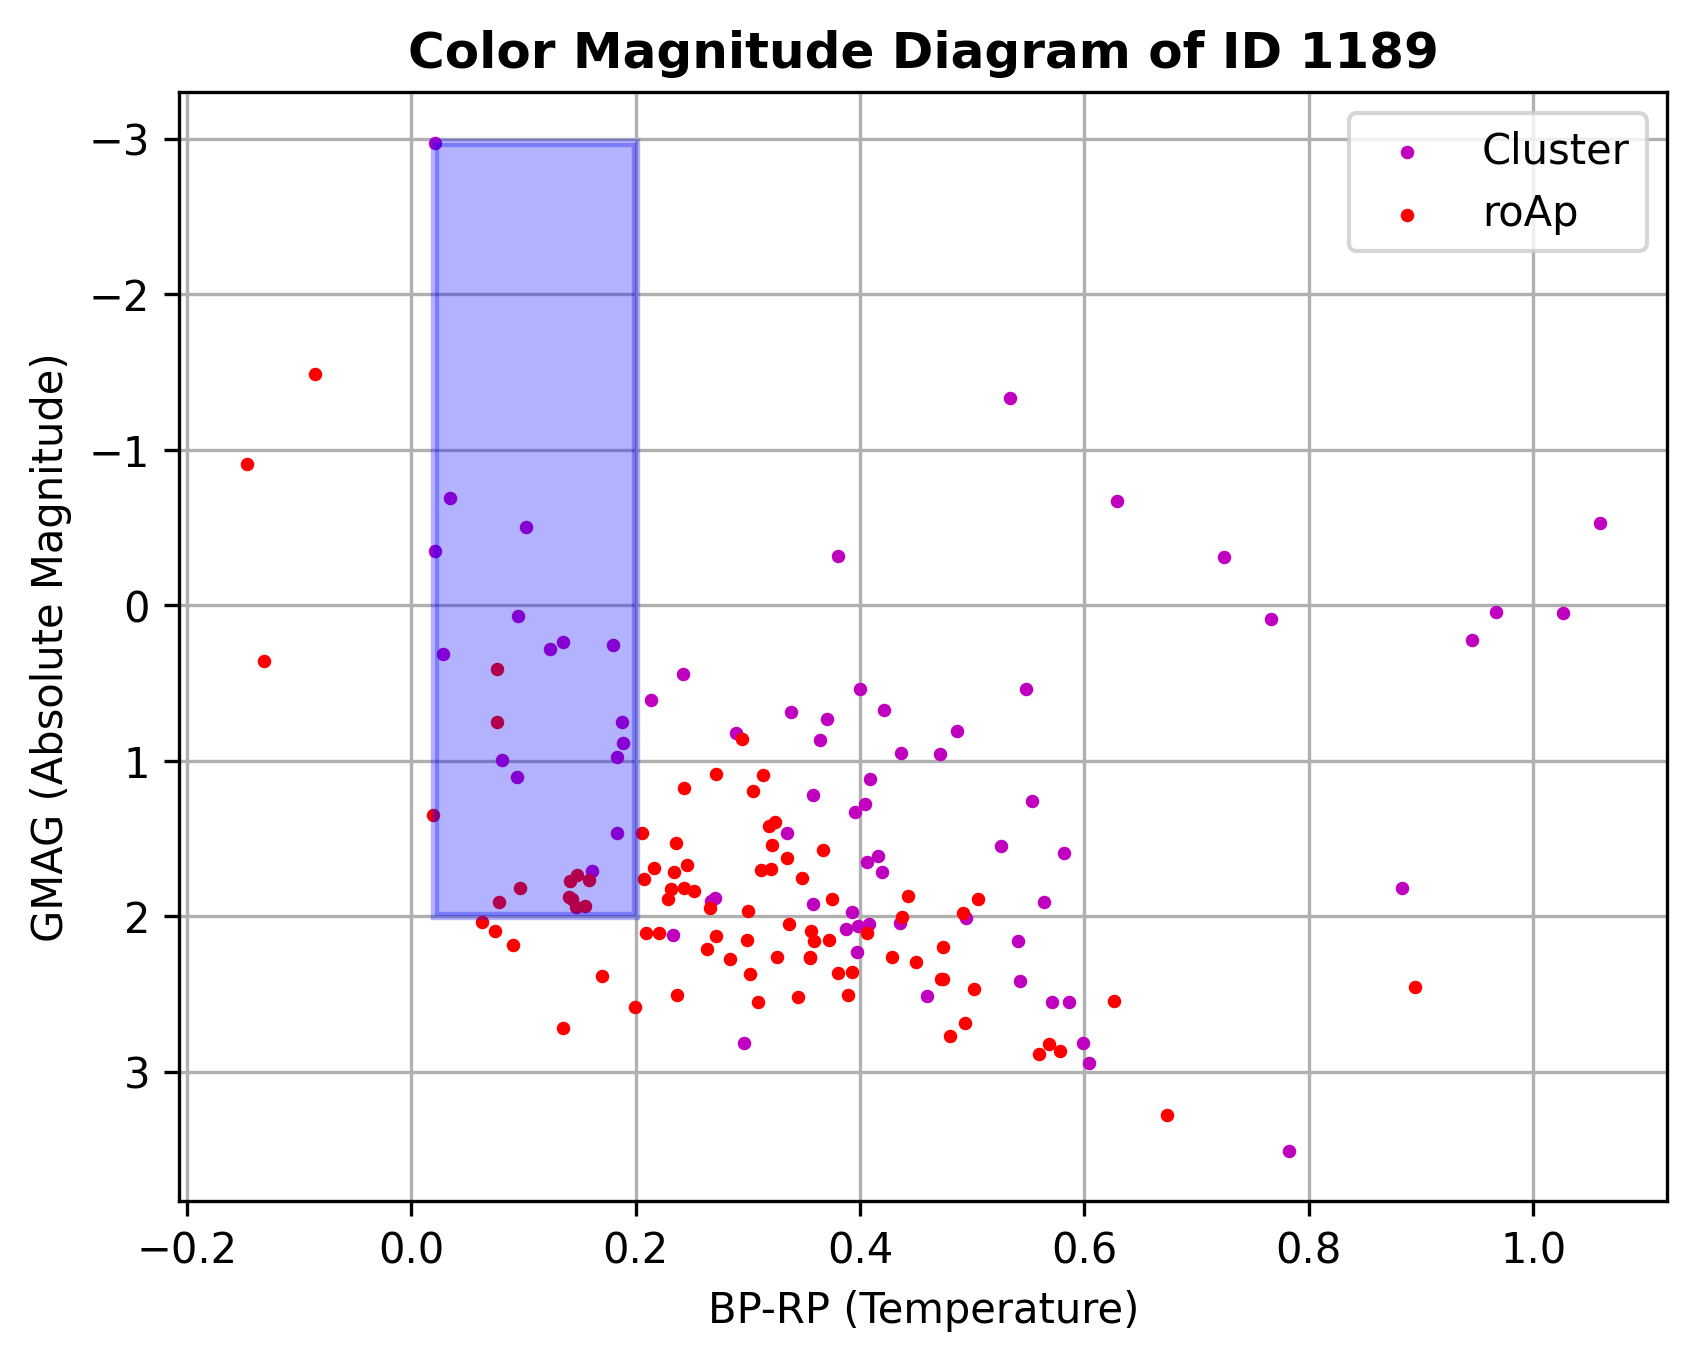 Color Magnitude Diagram of ID 1189
Cluster
roAp
GMAG (Absolute Magnitude)
−3
−2
−1
0
1
2
3
−0.2 0.0 0.2 0.4 0.6 0.8 1.0
BP-RP (Temperature)